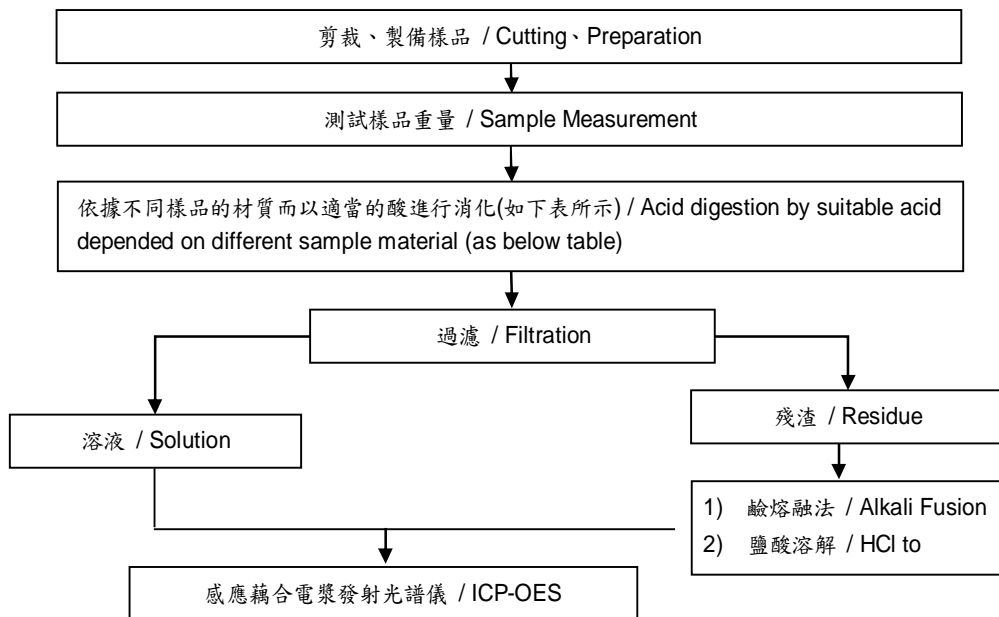 剪裁、製備樣品 / Cutting、Preparation
測試樣品重量 / Sample Measurement
依據不同樣品的材質而以適當的酸進行消化(如下表所示) / Acid digestion by suitable acid
depended on different sample material (as below table)
過濾 / Filtration
溶液 / Solution
殘渣 / Residue
1) 鹼熔融法 / Alkali Fusion
2) 鹽酸溶解 / HCl to
感應藕合電漿發射光譜儀 / ICP-OES